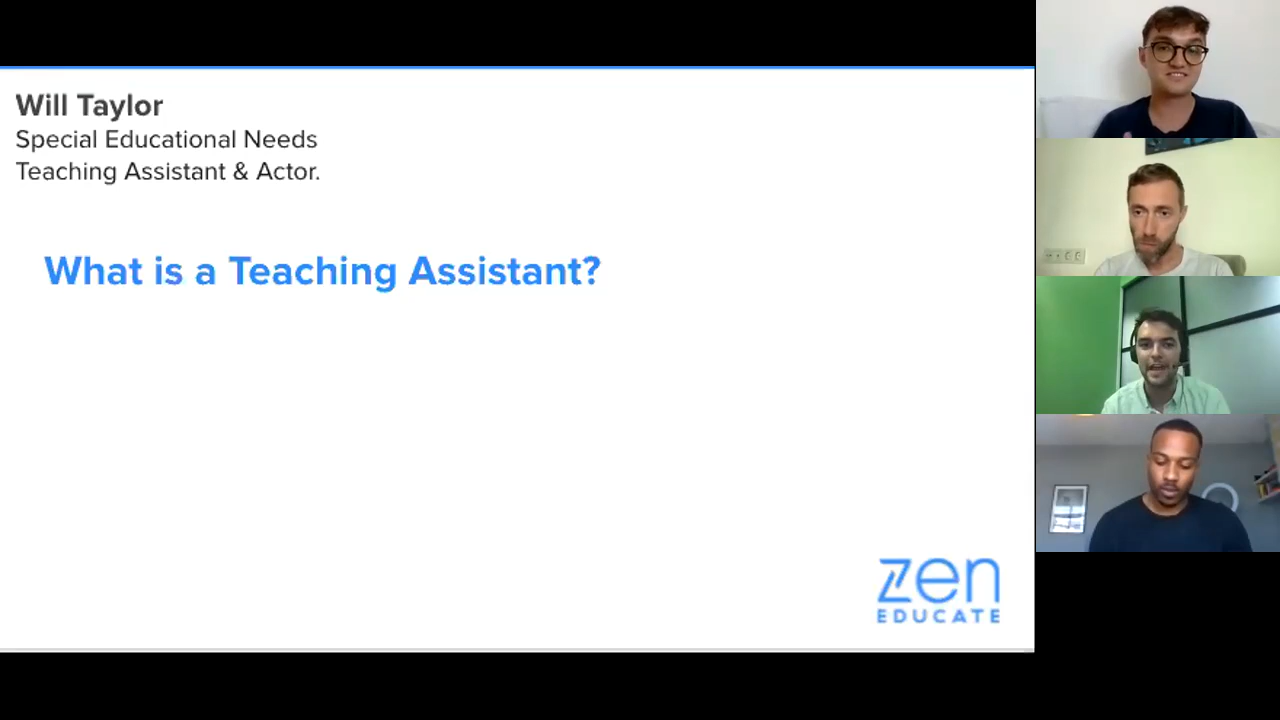 Will Taylor
Special Educational Needs
Teaching Assistant & Actor.
What is a Teaching Assistant?
zen
EDUCATE